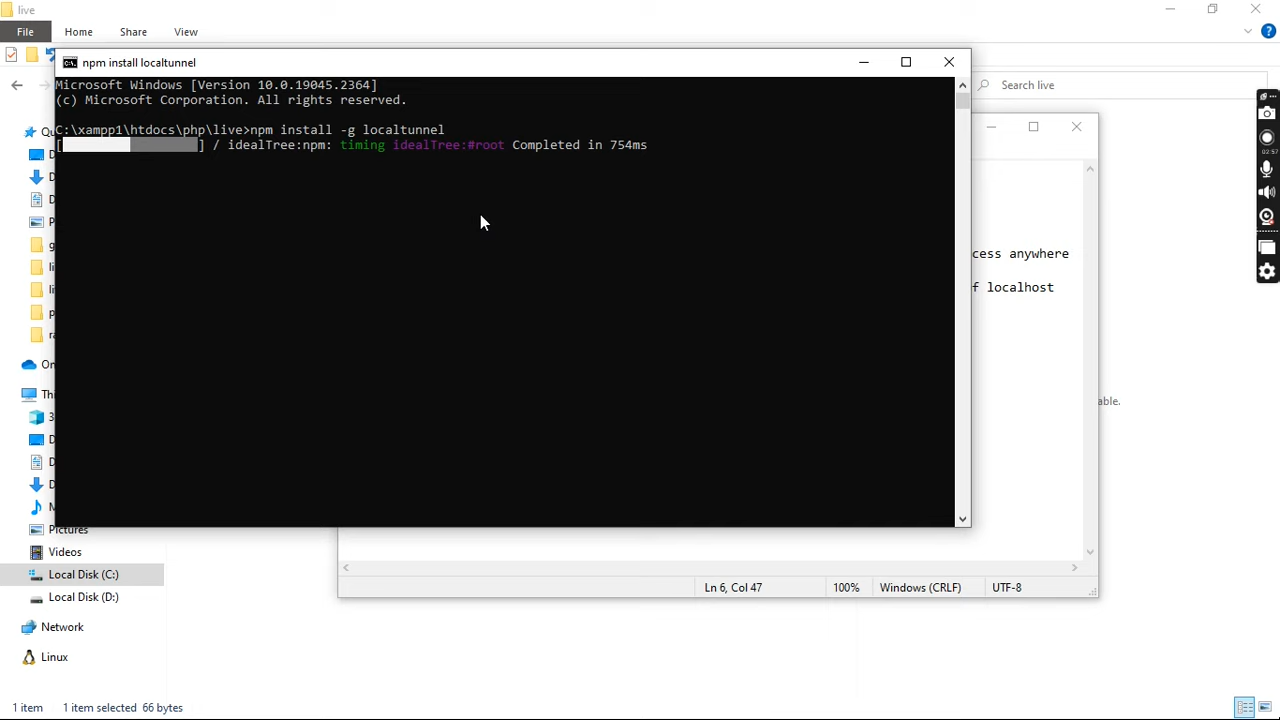 live
File
Home
Share
View
Search live
npm install localtunnel
Microsoft Windows [Version 10.0.19045.2364]
(c) Microsoft Corporation. All rights reserved.
C:\xampp1\htdocs\php\live>npm install -g localtunnel
[ ] / idealTree:npm: timing idealTree:#root Completed in 754ms
02:57
cess anywhere
f localhost
able.
Pictures
Videos
Local Disk (C:)
Local Disk (D:)
Network
Linux
Ln 6, Col 47
100%
Windows (CRLF)
UTF-8
1 item
1 item selected 66 bytes